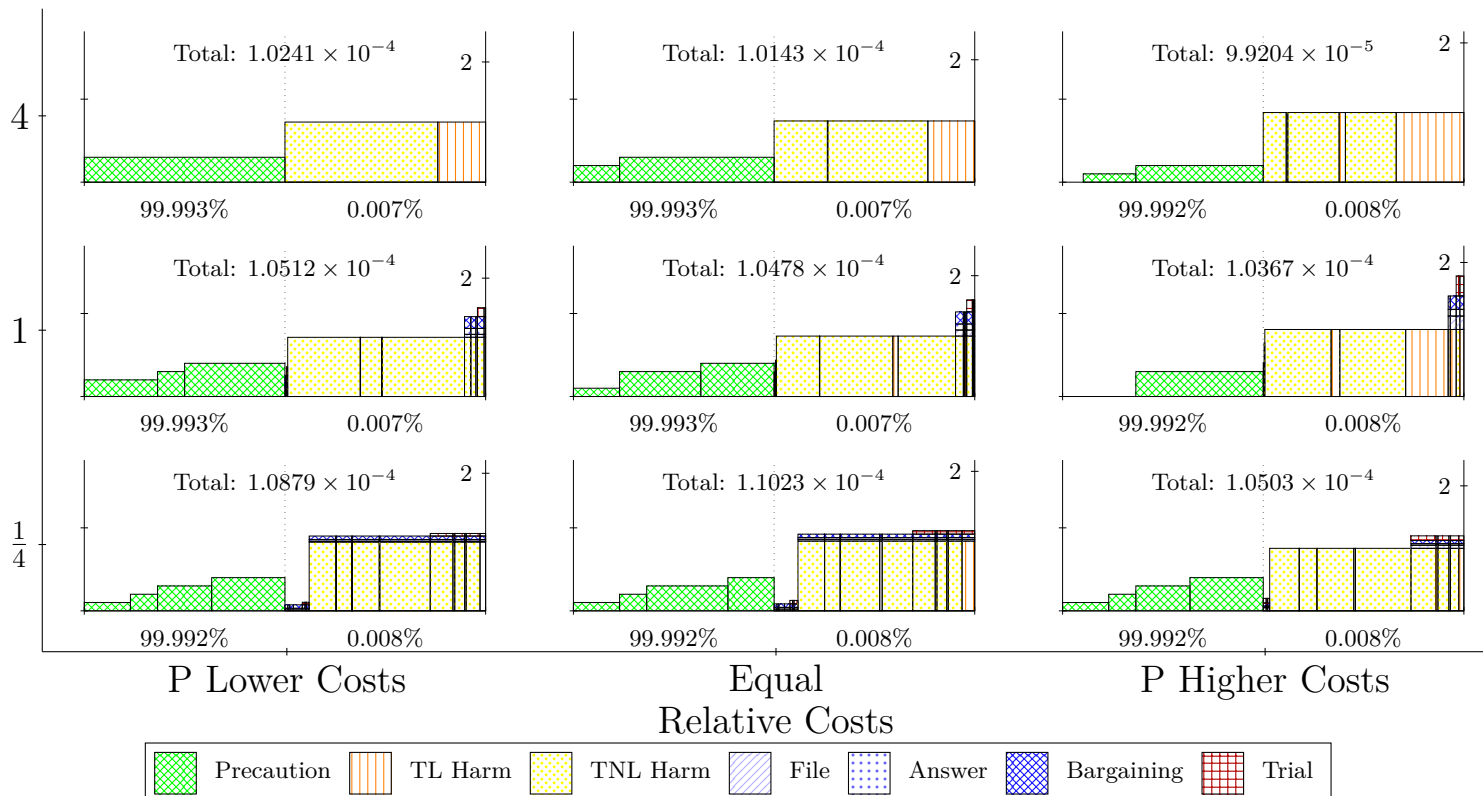 Total: 1.0241 × 10⁻⁴
2
Total: 1.0143 × 10⁻⁴
2
Total: 9.9204 × 10⁻⁵
2
4
99.993%
0.007%
99.993%
0.007%
99.992%
0.008%
Total: 1.0512 × 10⁻⁴
2
Total: 1.0478 × 10⁻⁴
2
Total: 1.0367 × 10⁻⁴
2
1
99.993%
0.007%
99.993%
0.007%
99.992%
0.008%
Total: 1.0879 × 10⁻⁴
2
Total: 1.1023 × 10⁻⁴
2
Total: 1.0503 × 10⁻⁴
2
1/4
99.992%
0.008%
99.992%
0.008%
99.992%
0.008%
P Lower Costs
Equal
P Higher Costs
Relative Costs
Precaution
TL Harm
TNL Harm
File
Answer
Bargaining
Trial